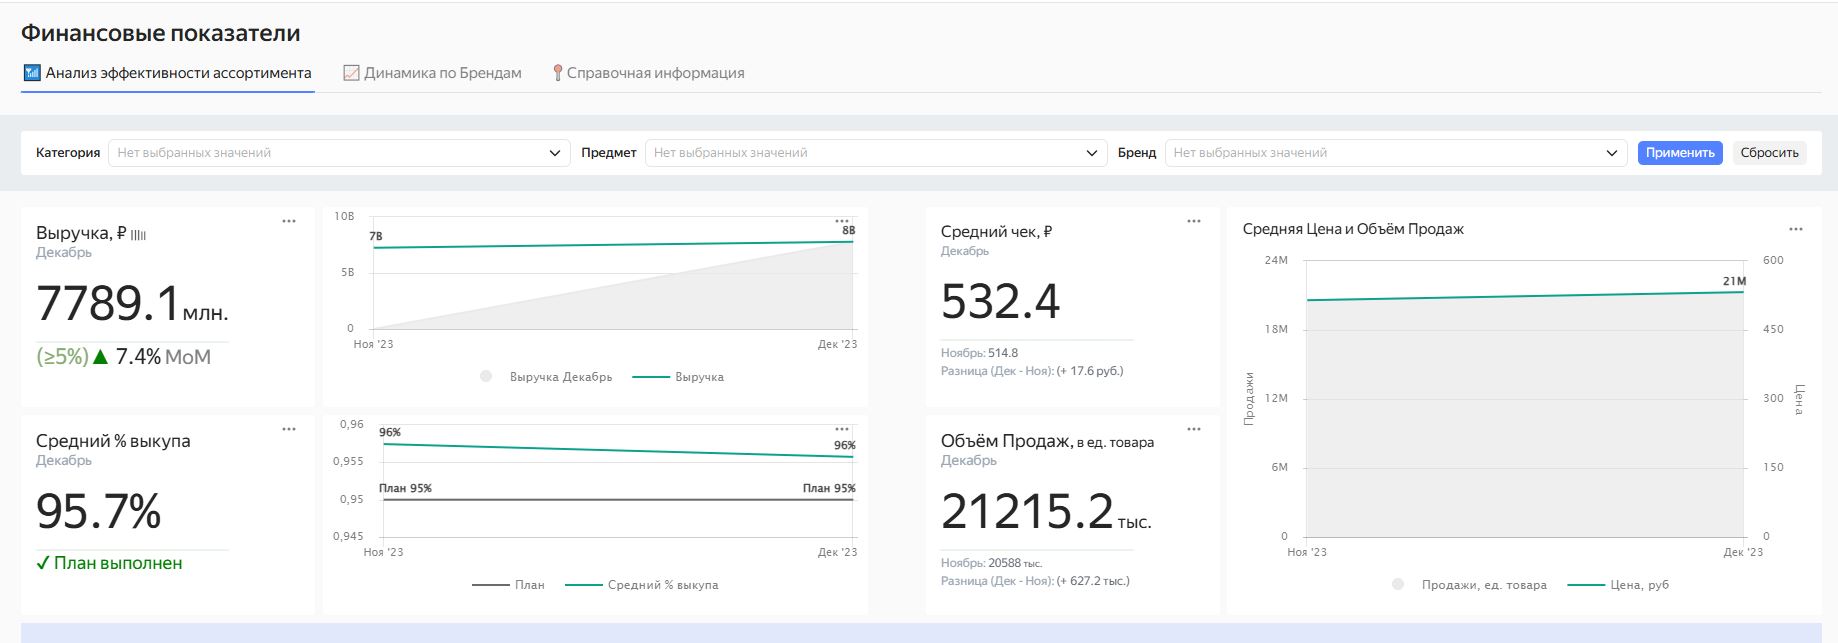 Финансовые показатели
Анализ эффективности ассортимента
Динамика по Брендам
Справочная информация
Категория Нет выбранных значений Предмет Нет выбранных значений Бренд Нет выбранных значений Применить Сбросить
Выручка, ₽
Декабрь
7789.1 млн.
(≥5%) ▲ 7.4% MoM
10B
5B
0
7B
8B
Ноя '23
Дек '23
Выручка Декабрь
Выручка
Средний чек, ₽
Декабрь
532.4
Ноябрь: 514.8
Разница (Дек - Ноя): (+ 17.6 руб.)
Средняя Цена и Объём Продаж
24M
18M
12M
6M
0
Продажи
21M
600
450
300
150
0
Цена
Ноя '23
Дек '23
Продажи, ед. товара
Цена, руб
Средний % выкупа
Декабрь
95.7%
✓ План выполнен
0,96
0,955
0,95
0,945
96%
96%
План 95%
План 95%
Ноя '23
Дек '23
План
Средний % выкупа
Объём Продаж, в ед. товара
Декабрь
21215.2 тыс.
Ноябрь: 20588 тыс.
Разница (Дек - Ноя): (+ 627.2 тыс.)